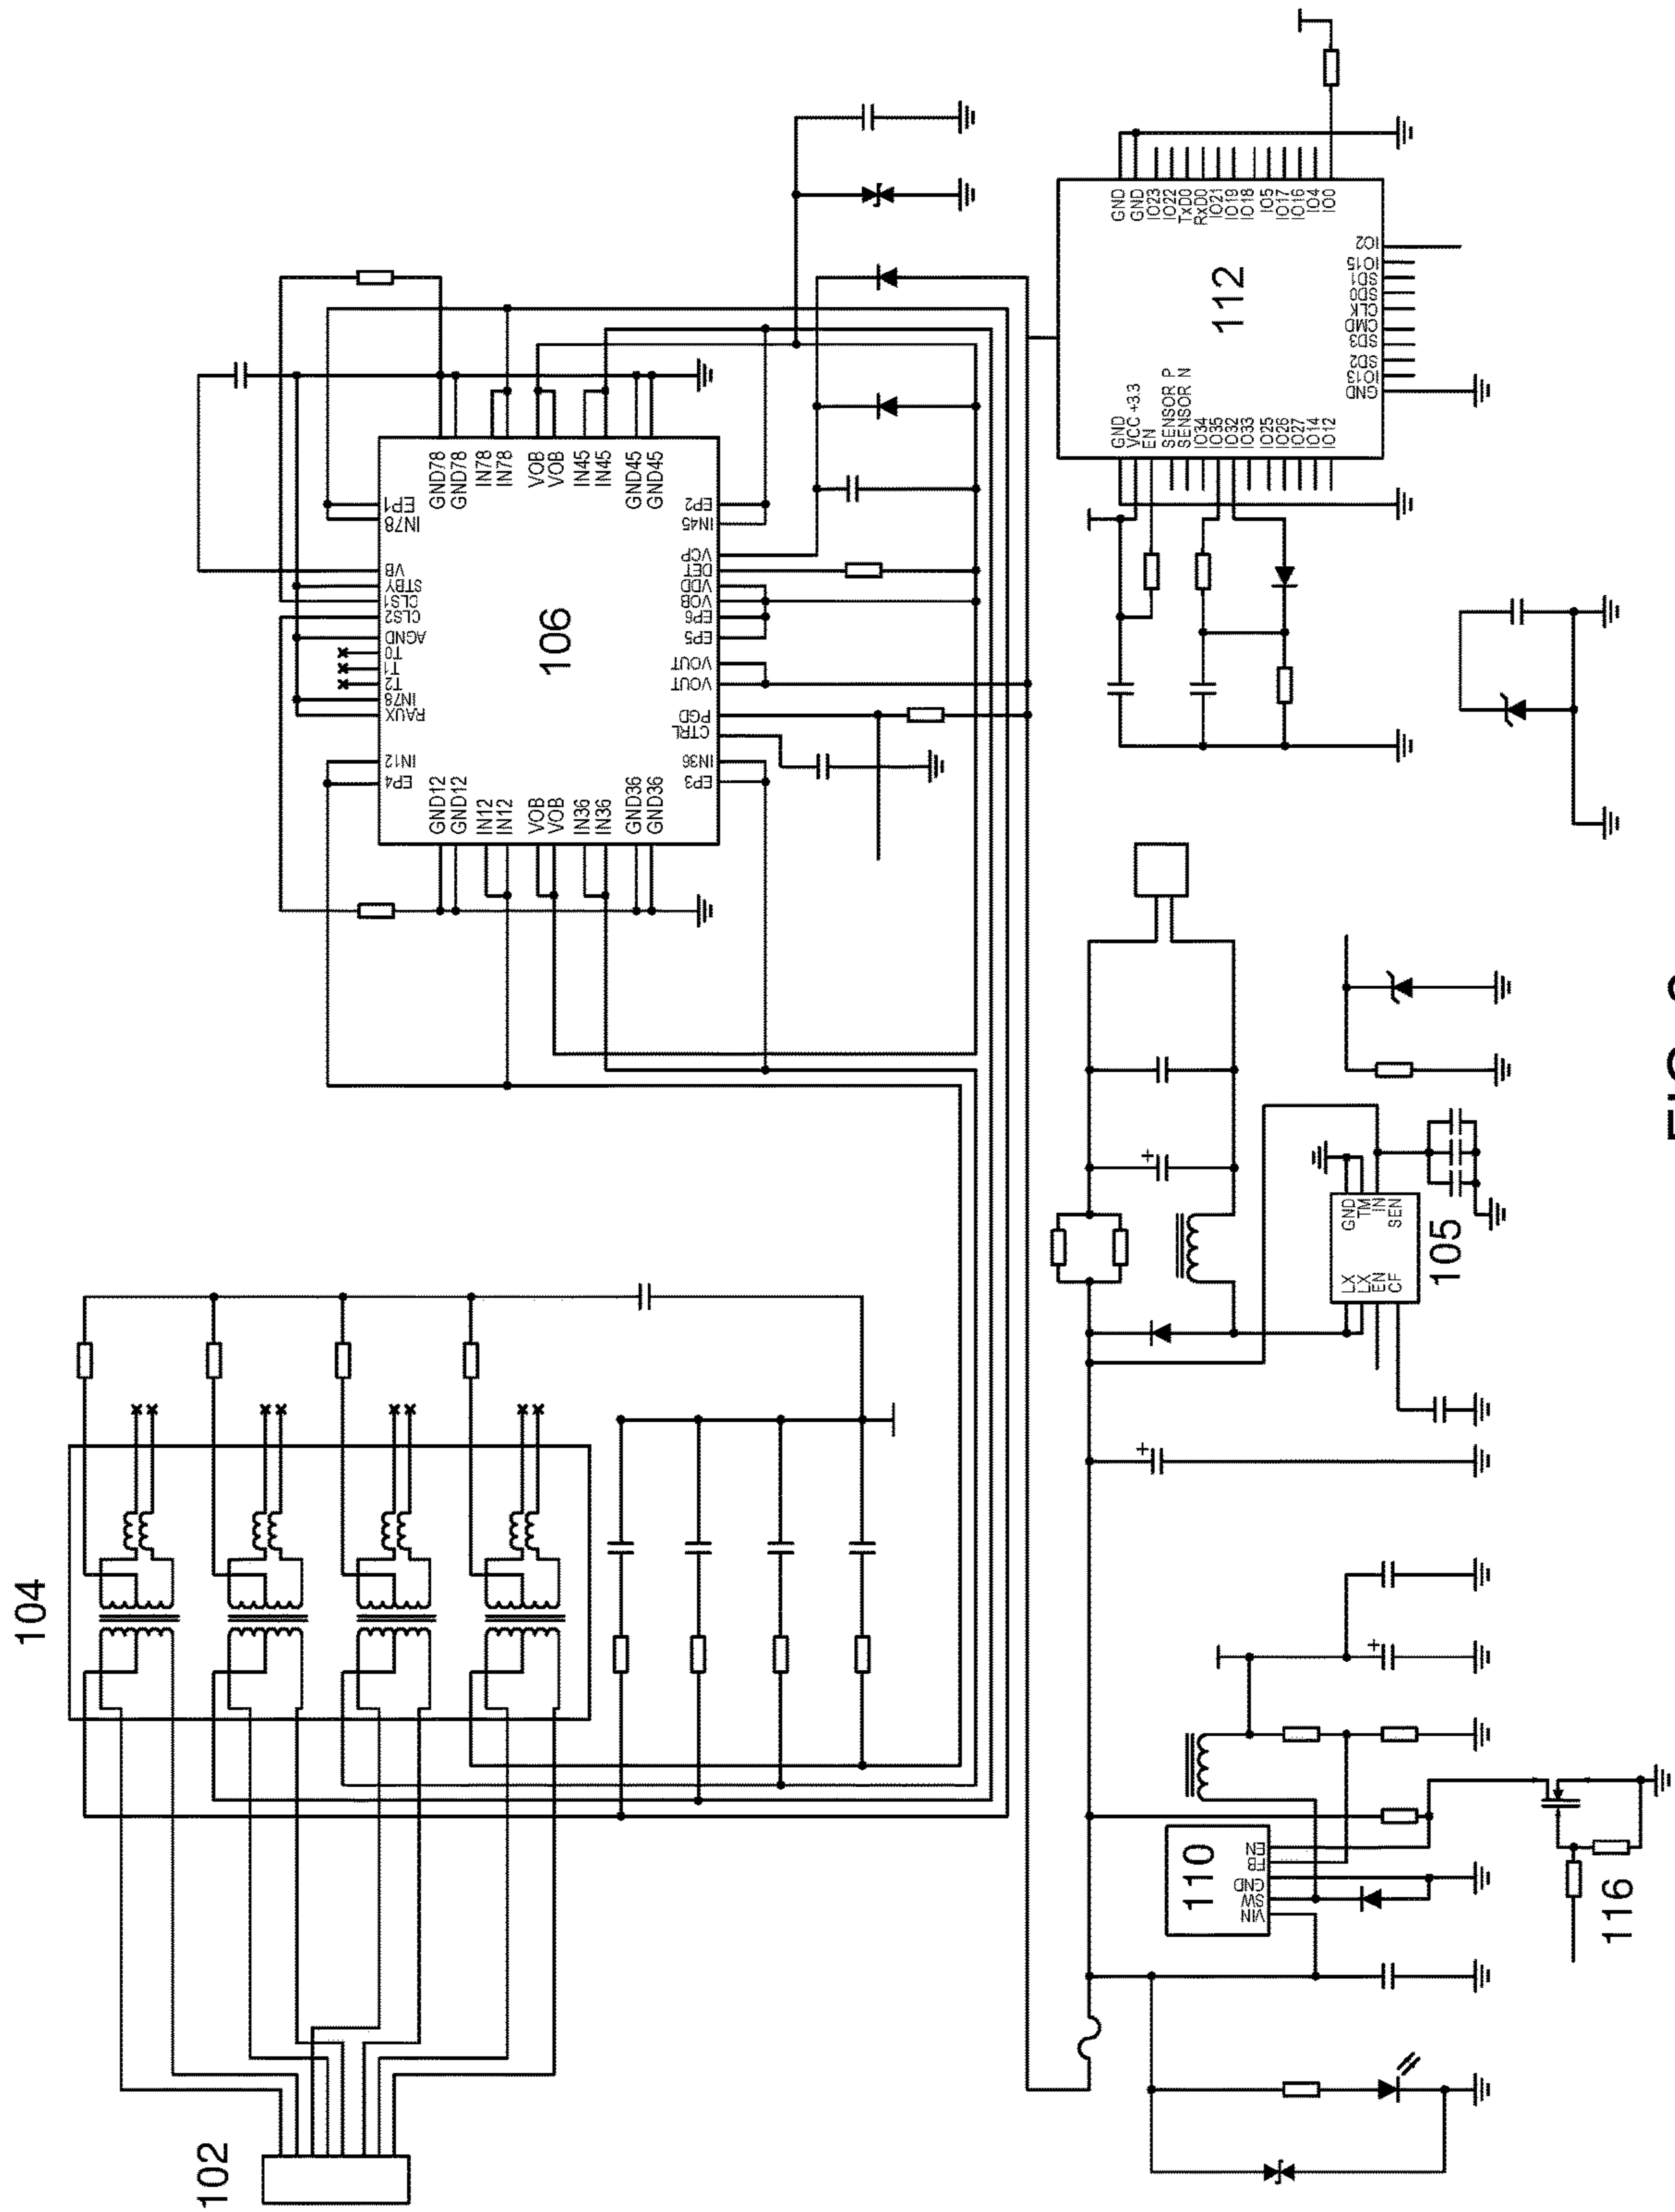 102
104
106
GND78
GND78
IN78
IN78
VOB
VOB
IN45
IN45
GND45
GND45
EP1
IN78
VB
STBY
CLS1
CLS2
AGND
T0
T1
T2
IN78
RAUX
IN12
EP4
GND12
GND12
IN12
IN12
VOB
VOB
IN36
IN36
GND36
GND36
EP2
IN45
VCP
DET
VDD
VOB
EP6
EP5
VOUT
VOUT
PGD
CTRL
IN36
EP3
112
GND
GND
IO23
IO22
TxD0
RxD0
IO21
IO19
IO18
IO5
IO17
IO16
IO4
IO0
IO2
IO15
SD1
SD0
CLK
CMD
SD3
SD2
IO13
GND
GND
VCC +3.3
EN
SENSOR P
SENSOR N
IO34
IO35
IO32
IO33
IO25
IO26
IO27
IO14
IO12
105
GND
TM
IN
SEN
LX
LX
EN
CF
+
+
+
110
EN
FB
GND
SW
VIN
116